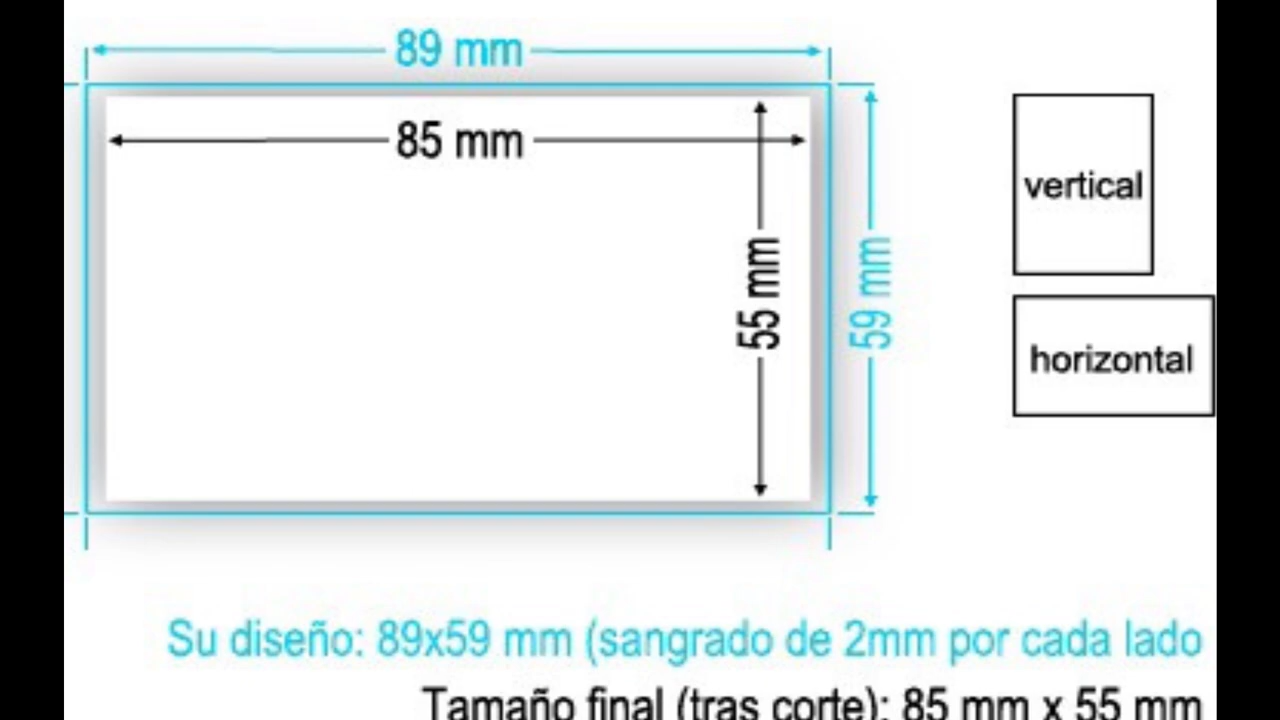 89 mm
85 mm
55 mm
59 mm
vertical
horizontal
Su diseño: 89x59 mm (sangrado de 2mm por cada lado
Tamaño final (tras corte): 85 mm x 55 mm